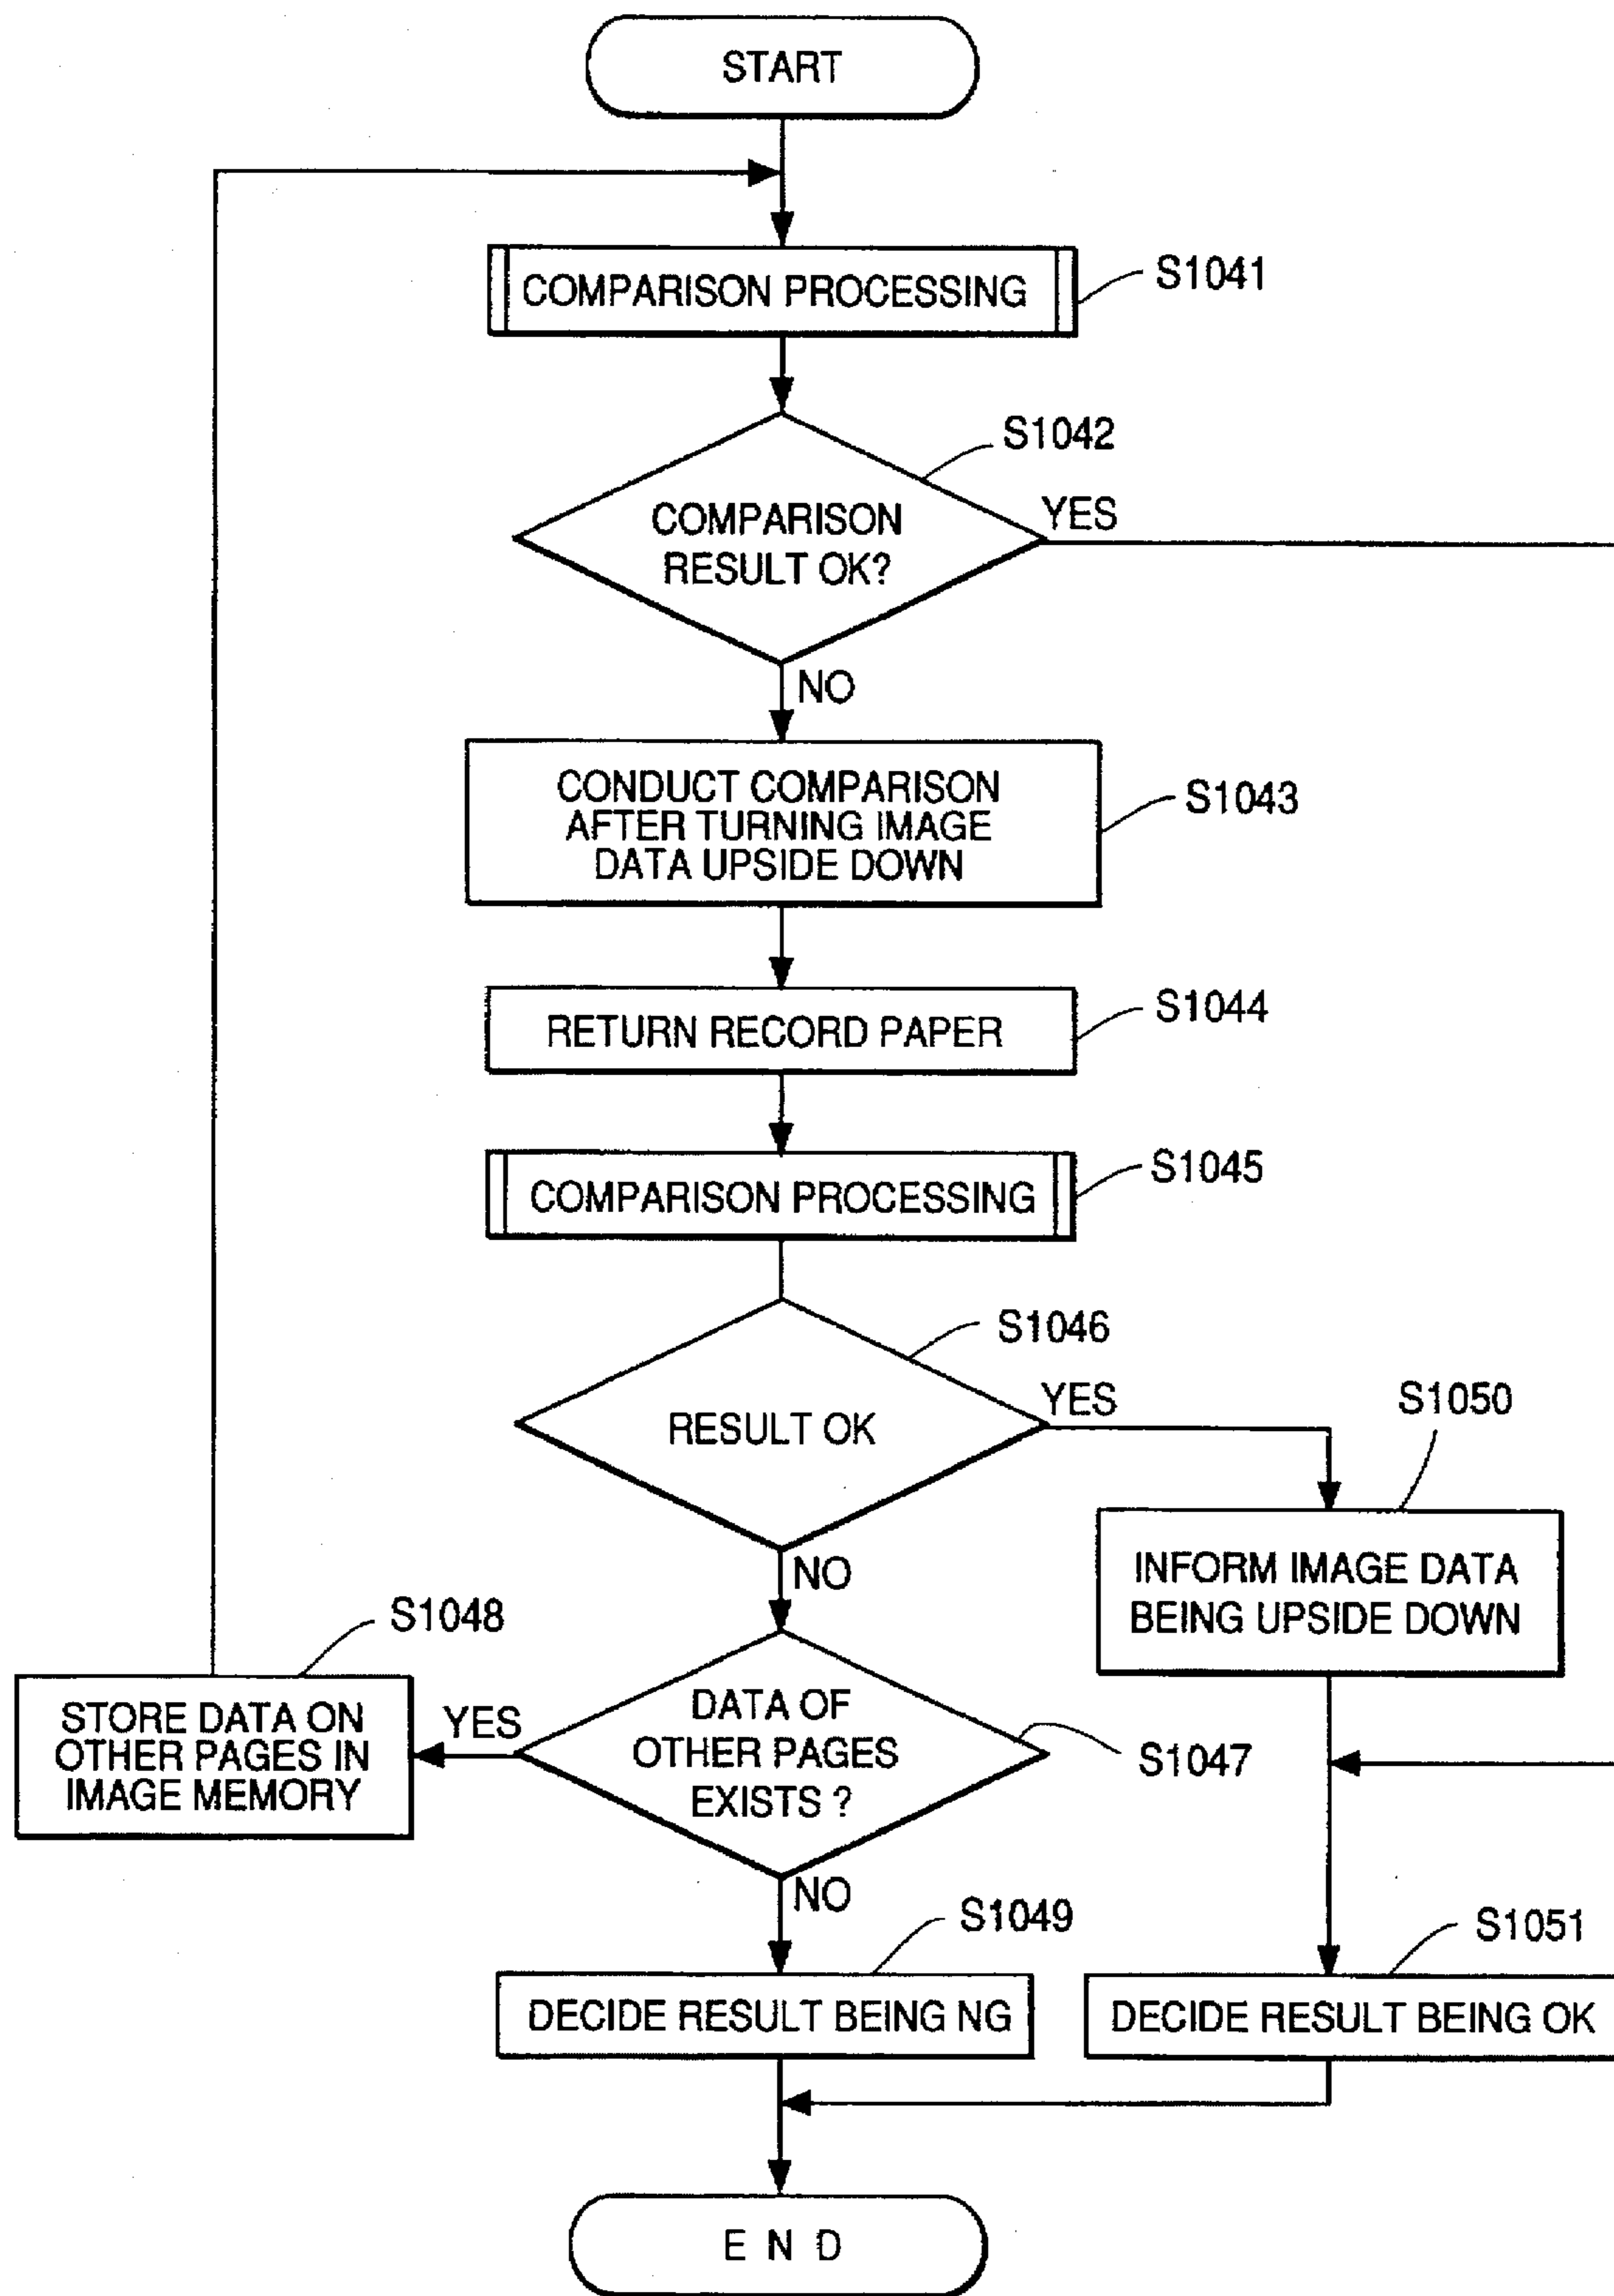 START
COMPARISON PROCESSING
S1041
S1042
COMPARISON
RESULT OK?
YES
NO
CONDUCT COMPARISON
AFTER TURNING IMAGE
DATA UPSIDE DOWN
S1043
RETURN RECORD PAPER
S1044
COMPARISON PROCESSING
S1045
S1046
RESULT OK
YES
NO
S1050
INFORM IMAGE DATA
BEING UPSIDE DOWN
S1048
STORE DATA ON
OTHER PAGES IN
IMAGE MEMORY
YES
DATA OF
OTHER PAGES
EXISTS ?
S1047
NO
S1049
DECIDE RESULT BEING NG
S1051
DECIDE RESULT BEING OK
E N D